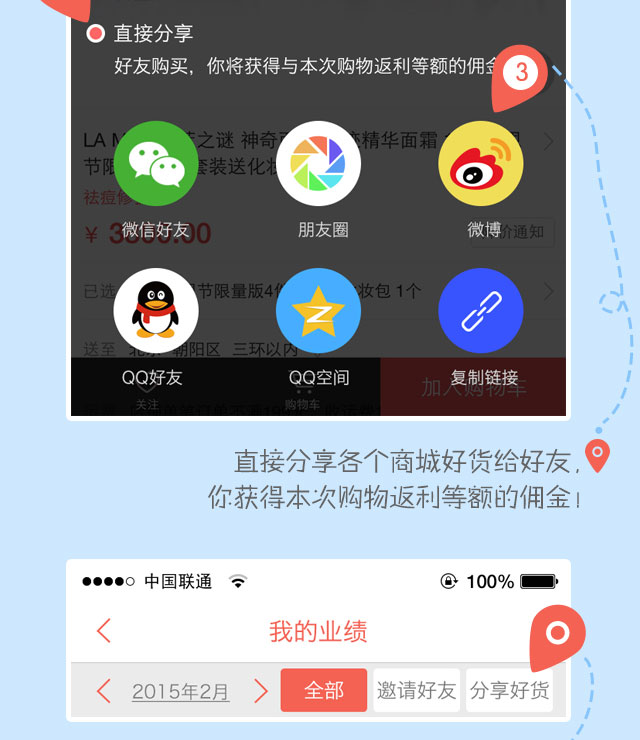 直接分享
好友购买，你将获得与本次购物返利等额的佣金
3
LA M
之谜 神奇
精华面霜
节限
套装送化妆
祛痘修
微信好友
朋友圈
微博
¥ 3800.00
价通知
已选
节限量版4件
妆包 1个
送至 北京 朝阳区 三环以内
QQ好友
QQ空间
复制链接
关注
购物车
加入购物车
直接分享各个商城好货给好友，
你获得本次购物返利等额的佣金！
中国联通
100%
我的业绩
2015年2月
全部
邀请好友
分享好货